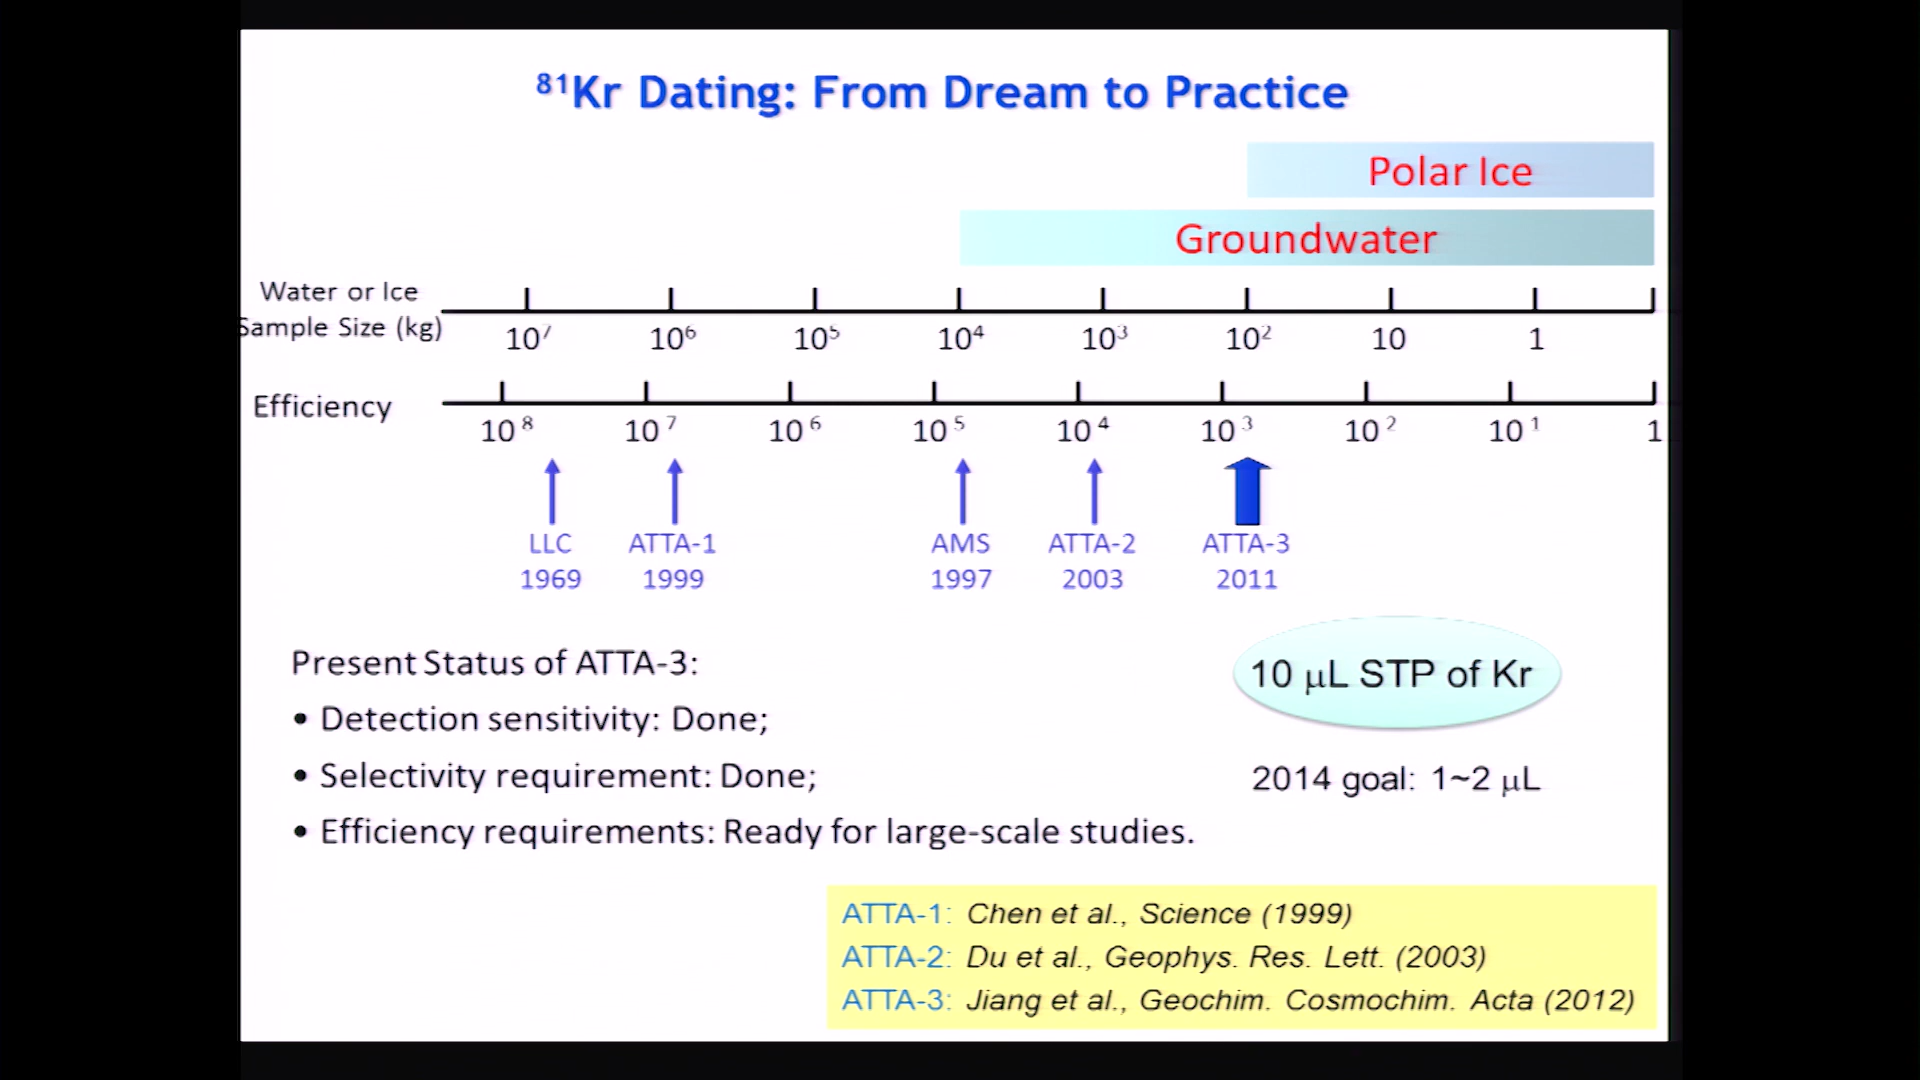 ⁸¹Kr Dating: From Dream to Practice
Polar Ice
Groundwater
Water or Ice
Sample Size (kg)
10⁷ 10⁶ 10⁵ 10⁴ 10³ 10² 10 1
Efficiency
10⁸ 10⁷ 10⁶ 10⁵ 10⁴ 10³ 10² 10¹ 1
LLC ATTA-1 AMS ATTA-2 ATTA-3
1969 1999 1997 2003 2011
Present Status of ATTA-3:
• Detection sensitivity: Done;
• Selectivity requirement: Done;
• Efficiency requirements: Ready for large-scale studies.
10 μL STP of Kr
2014 goal: 1~2 μL
ATTA-1: Chen et al., Science (1999)
ATTA-2: Du et al., Geophys. Res. Lett. (2003)
ATTA-3: Jiang et al., Geochim. Cosmochim. Acta (2012)